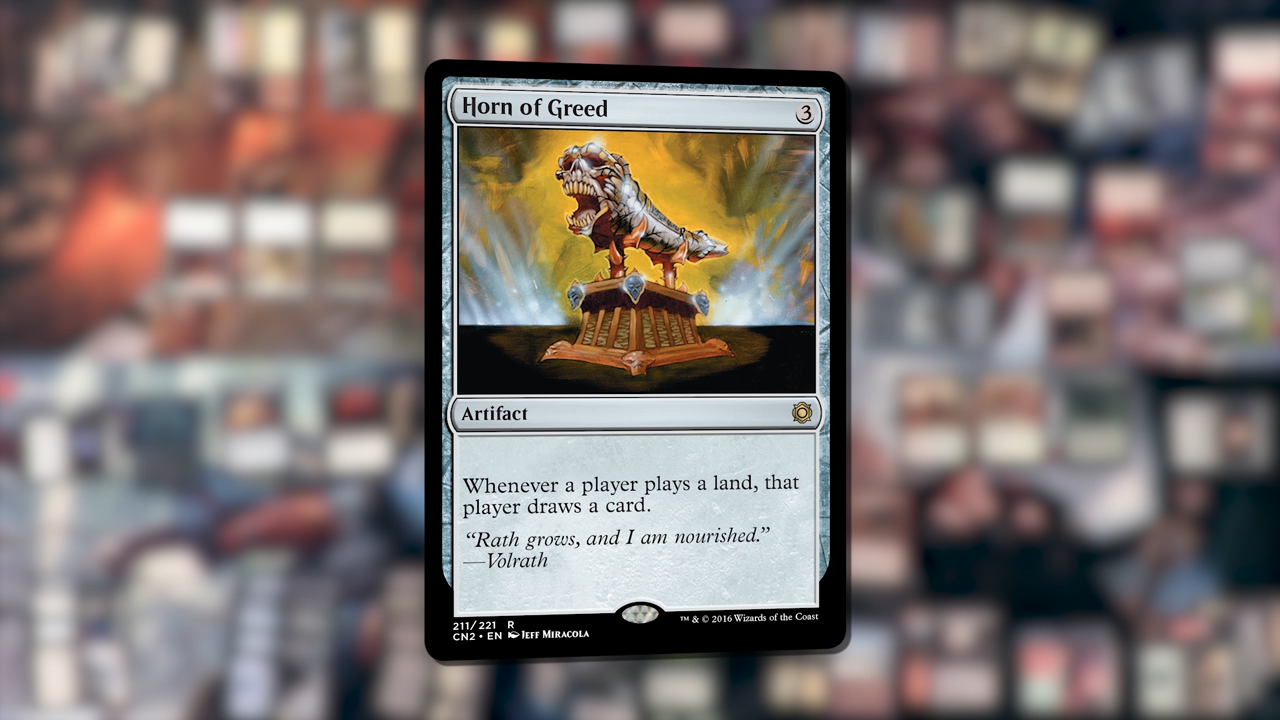 Horn of Greed 3
Artifact
Whenever a player plays a land, that
player draws a card.
“Rath grows, and I am nourished.”
—Volrath
211/221 R
CN2 • EN Jeff Miracola
™ & © 2016 Wizards of the Coast